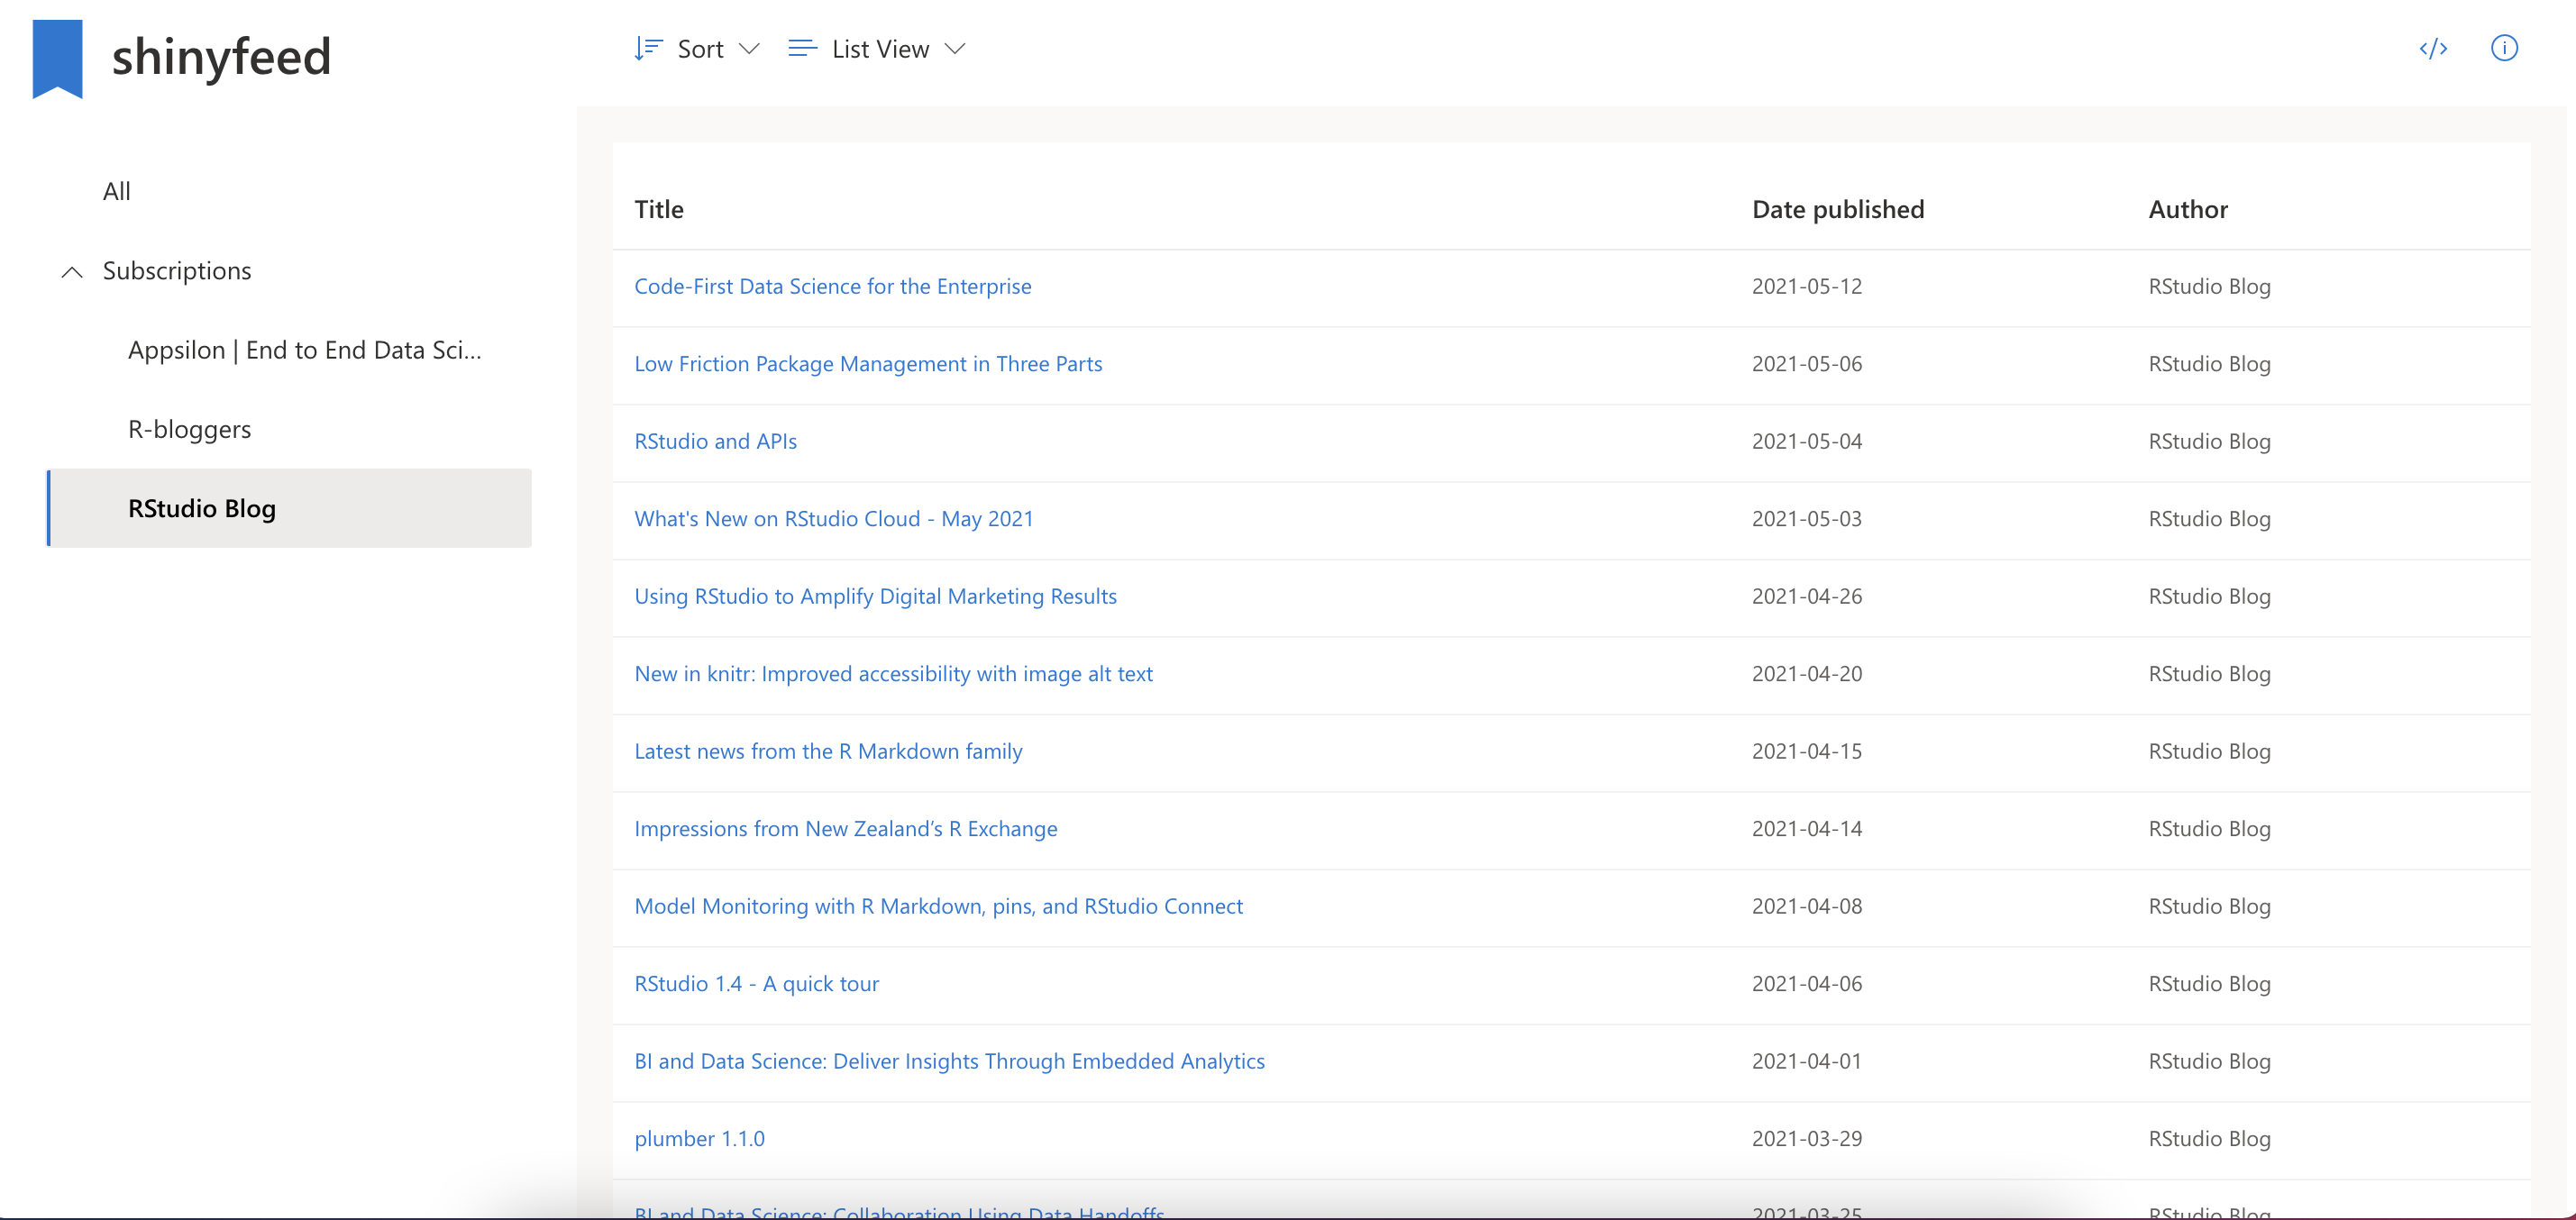 shinyfeed
Sort List View
All
Subscriptions
Appsilon | End to End Data Sci...
R-bloggers
RStudio Blog
Title Date published Author
Code-First Data Science for the Enterprise 2021-05-12 RStudio Blog
Low Friction Package Management in Three Parts 2021-05-06 RStudio Blog
RStudio and APIs 2021-05-04 RStudio Blog
What's New on RStudio Cloud - May 2021 2021-05-03 RStudio Blog
Using RStudio to Amplify Digital Marketing Results 2021-04-26 RStudio Blog
New in knitr: Improved accessibility with image alt text 2021-04-20 RStudio Blog
Latest news from the R Markdown family 2021-04-15 RStudio Blog
Impressions from New Zealand’s R Exchange 2021-04-14 RStudio Blog
Model Monitoring with R Markdown, pins, and RStudio Connect 2021-04-08 RStudio Blog
RStudio 1.4 - A quick tour 2021-04-06 RStudio Blog
BI and Data Science: Deliver Insights Through Embedded Analytics 2021-04-01 RStudio Blog
plumber 1.1.0 2021-03-29 RStudio Blog
BI and Data Science: Collaboration Using Data Handoffs 2021-03-25 RStudio Blog